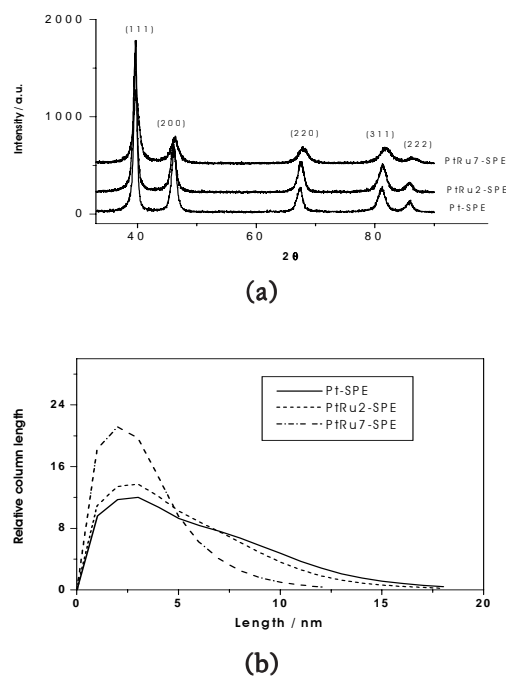 2000
(111)
Intensity / a.u.
1000
(200)
(220)
(311)
(222)
PtRu7-SPE
PtRu2-SPE
Pt-SPE
0
40
60
80
2θ
(a)
Relative column length
24
16
8
0
Pt-SPE
PtRu2-SPE
PtRu7-SPE
0
5
10
15
20
Length / nm
(b)